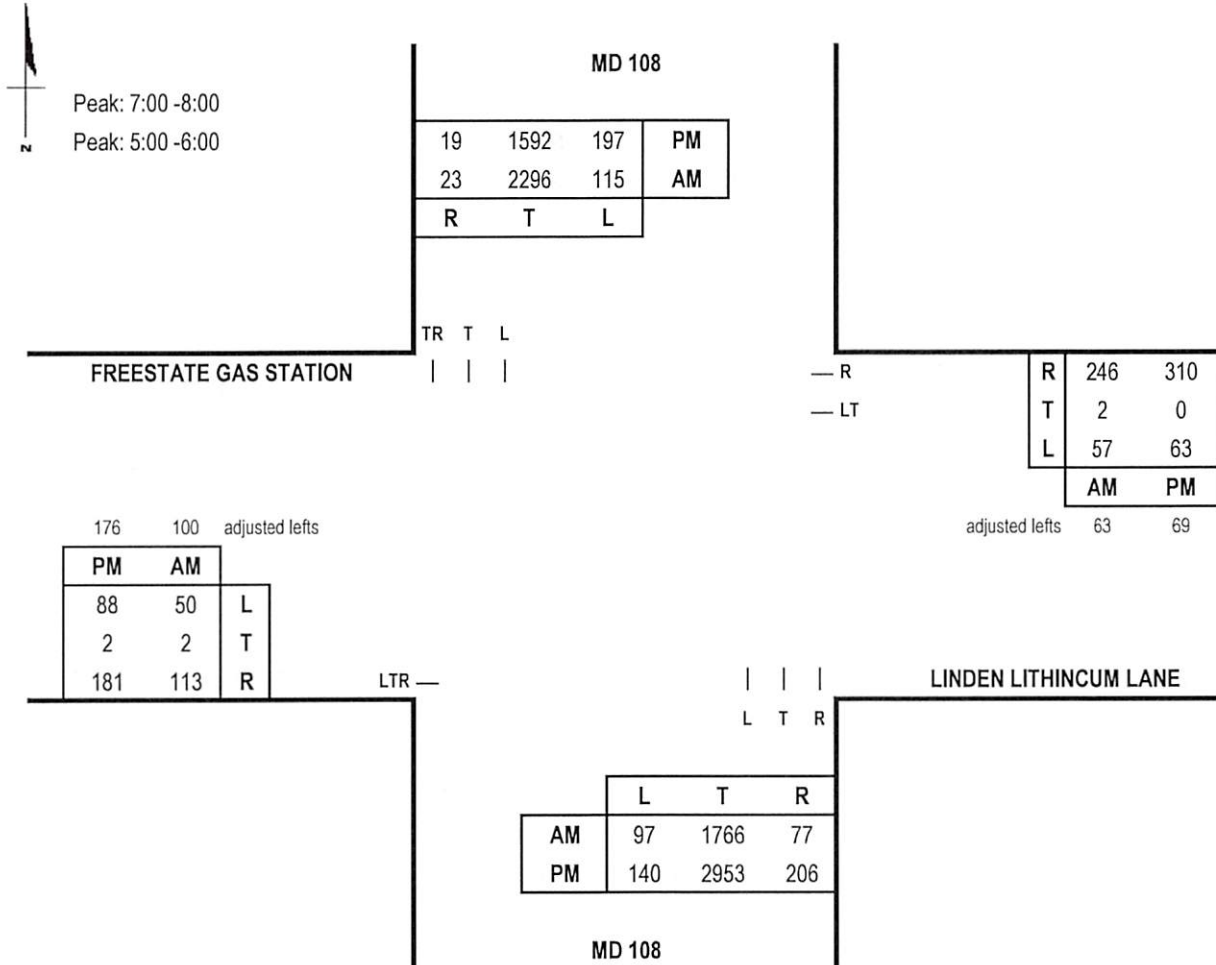 MD 108
Peak: 7:00 -8:00
Peak: 5:00 -6:00
N
19 1592 197 PM
23 2296 115 AM
R T L
TR T L
FREESTATE GAS STATION
— R
— LT
R 246 310
T 2 0
L 57 63
AM PM
adjusted lefts 63 69
176 100 adjusted lefts
PM AM
88 50 L
2 2 T
181 113 R
LTR —
LINDEN LITHINCUM LANE
L T R
L T R
AM 97 1766 77
PM 140 2953 206
MD 108